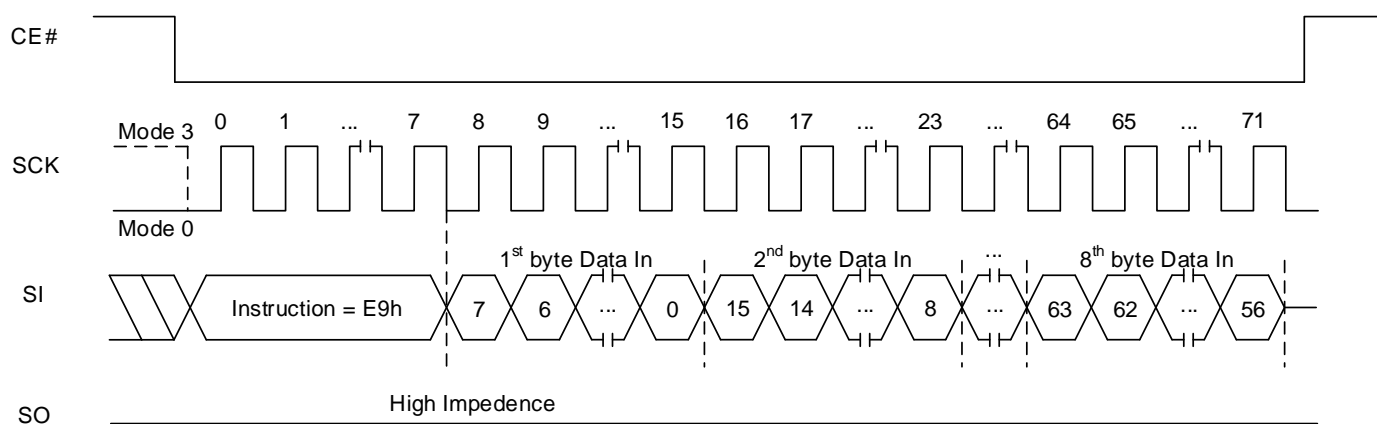 CE#
0 1 ... 7 8 9 ... 15 16 17 ... 23 ... 64 65 ... 71
Mode 3
SCK
Mode 0
1st byte Data In 2nd byte Data In ... 8th byte Data In
SI Instruction = E9h 7 6 ... 0 15 14 ... 8 ... 63 62 ... 56
High Impedence
SO